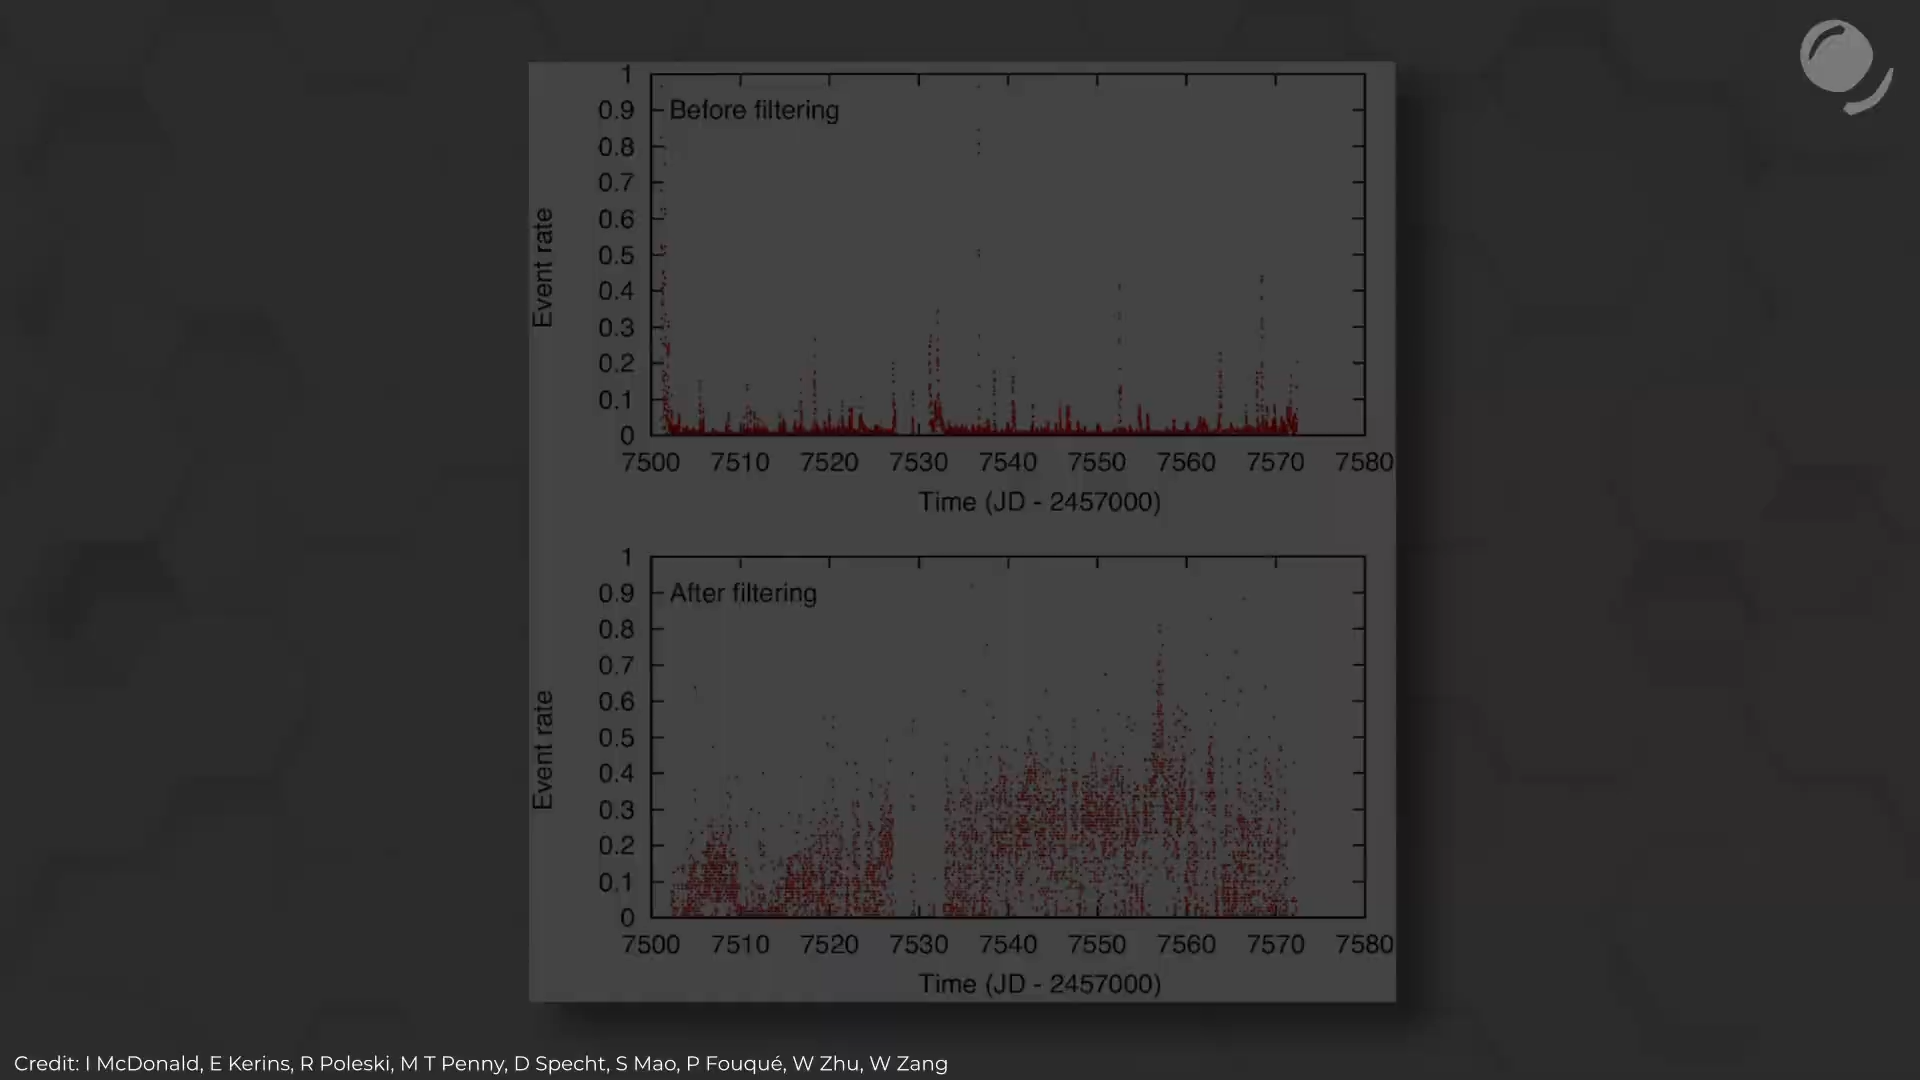 1
0.9
Before filtering
0.8
0.7
0.6
0.5
0.4
0.3
0.2
0.1
0
Event rate
7500 7510 7520 7530 7540 7550 7560 7570 7580
Time (JD - 2457000)
1
0.9
After filtering
0.8
0.7
0.6
0.5
0.4
0.3
0.2
0.1
0
Event rate
7500 7510 7520 7530 7540 7550 7560 7570 7580
Time (JD - 2457000)
Credit: I McDonald, E Kerins, R Poleski, M T Penny, D Specht, S Mao, P Fouqué, W Zhu, W Zang